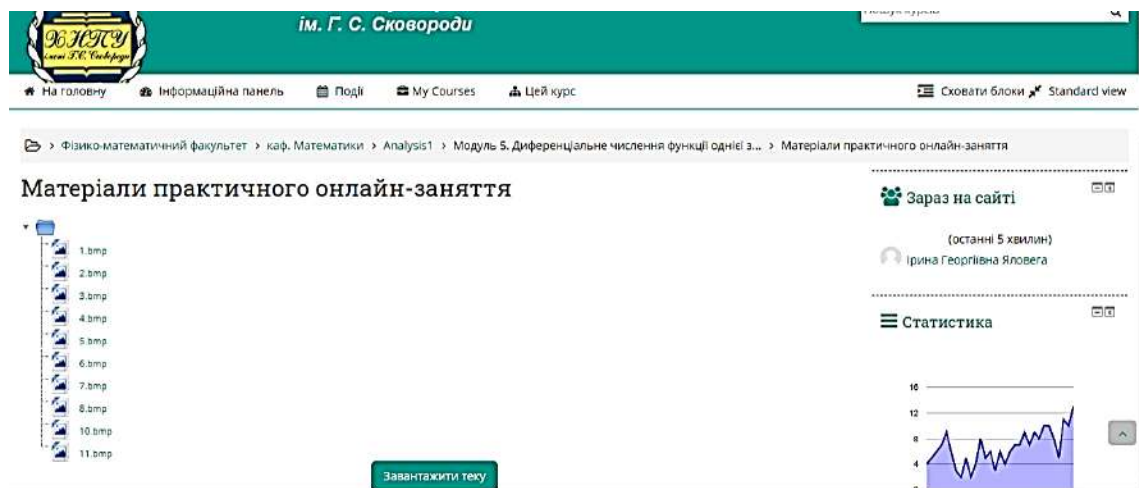 ім. Г. С. Сковороди
ХНПУ
імені Г.С. Сковороди
На головну
Інформаційна панель
Події
My Courses
Цей курс
Сховати блоки
Standard view
Фізико-математичний факультет > каф. Математики > Analysis1 > Модуль 5. Диференціальне числення функції однієї з... > Матеріали практичного онлайн-заняття
Матеріали практичного онлайн-заняття
1.bmp
2.bmp
3.bmp
4.bmp
5.bmp
6.bmp
7.bmp
8.bmp
10.bmp
11.bmp
Завантажити теку
Зараз на сайті
(останні 5 хвилин)
Ірина Георгіївна Яловега
Статистика
16
12
8
4